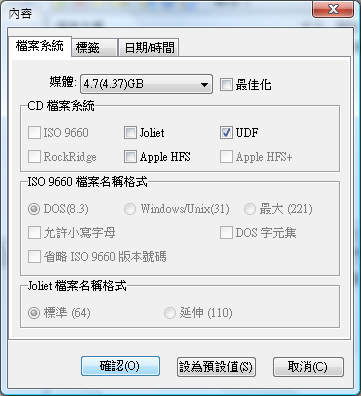 內容
檔案系統 標籤 日期/時間
媒體: 4.7(4.37)GB 最佳化
CD 檔案系統
ISO 9660 Joliet UDF
RockRidge Apple HFS Apple HFS+
ISO 9660 檔案名稱格式
DOS(8.3) Windows/Unix(31) 最大 (221)
允許小寫字母 DOS 字元集
省略 ISO 9660 版本號碼
Joliet 檔案名稱格式
標準 (64) 延伸 (110)
確認(O) 設為預設值(S) 取消(C)